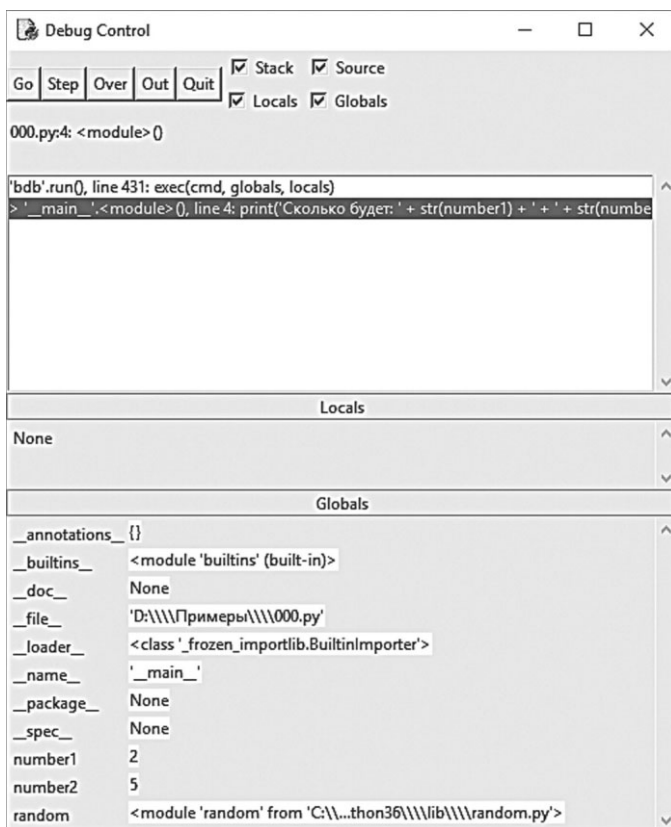 Debug Control
Go Step Over Out Quit Stack Source
Locals Globals
000.py:4: <module>()
'bdb'.run(), line 431: exec(cmd, globals, locals)
> '__main__'.<module>(), line 4: print('Сколько будет: ' + str(number1) + ' + ' + str(numbe
Locals
None
Globals
__annotations__ {}
__builtins__ <module 'builtins' (built-in)>
__doc__ None
__file__ 'D:\\\\Примеры\\\\000.py'
__loader__ <class '_frozen_importlib.BuiltinImporter'>
__name__ '__main__'
__package__ None
__spec__ None
number1 2
number2 5
random <module 'random' from 'C:\\...thon36\\\\lib\\\\random.py'>